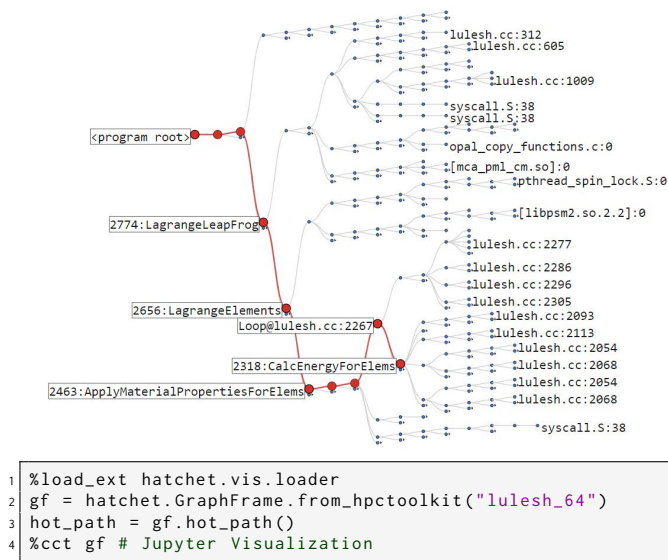 lulesh.cc:312
lulesh.cc:605
lulesh.cc:1009
syscall.S:38
syscall.S:38
<program root>
opal_copy_functions.c:0
[mca_pml_cm.so]:0
pthread_spin_lock.S:0
[libpsm2.so.2.2]:0
2774:LagrangeLeapFrog
lulesh.cc:2277
lulesh.cc:2286
lulesh.cc:2296
lulesh.cc:2305
2656:LagrangeElements
lulesh.cc:2093
Loop@lulesh.cc:2267
lulesh.cc:2113
lulesh.cc:2054
2318:CalcEnergyForElems
lulesh.cc:2068
lulesh.cc:2054
2463:ApplyMaterialPropertiesForElems
lulesh.cc:2068
syscall.S:38
1 %load_ext hatchet.vis.loader
2 gf = hatchet.GraphFrame.from_hpctoolkit("lulesh_64")
3 hot_path = gf.hot_path()
4 %cct gf # Jupyter Visualization